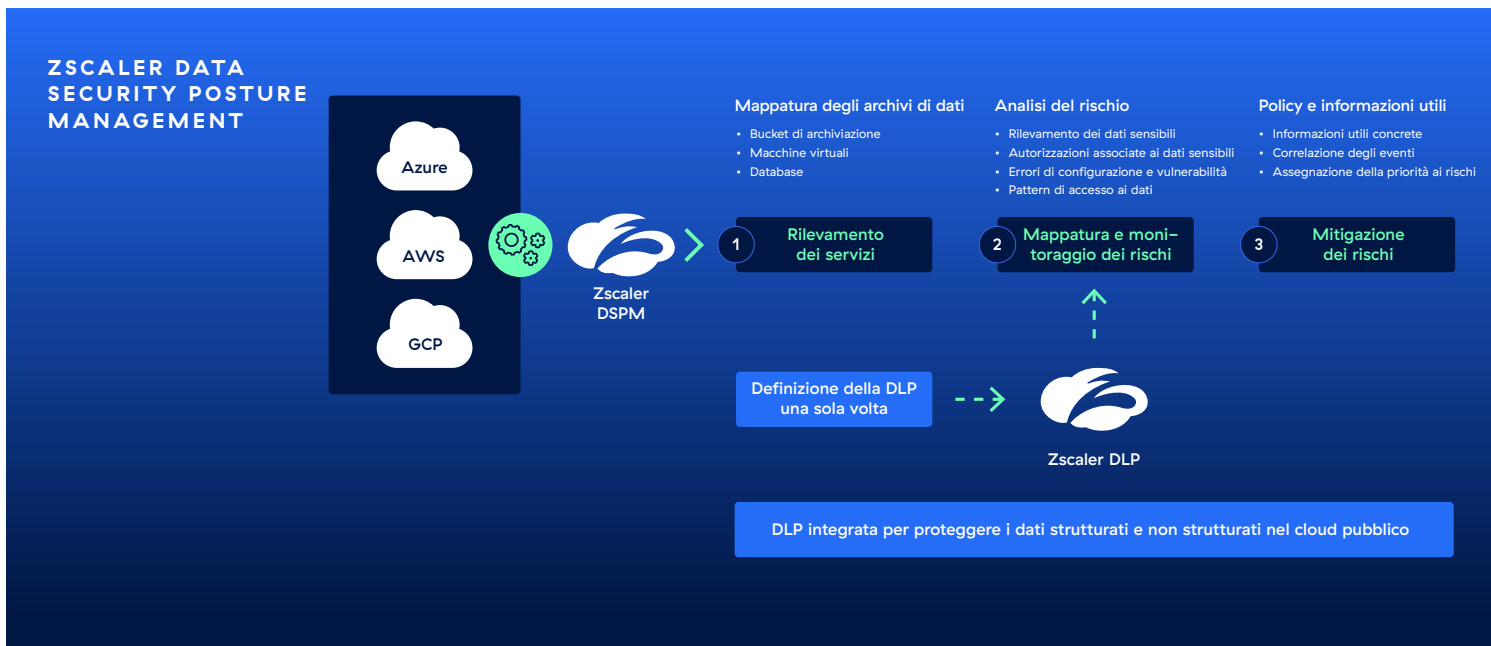 ZSCALER DATA
SECURITY POSTURE
MANAGEMENT
Azure
AWS
GCP
Zscaler
DSPM
Mappatura degli archivi di dati
• Bucket di archiviazione
• Macchine virtuali
• Database
1
Rilevamento
dei servizi
Analisi del rischio
• Rilevamento dei dati sensibili
• Autorizzazioni associate ai dati sensibili
• Errori di configurazione e vulnerabilità
• Pattern di accesso ai dati
2
Mappatura e moni-
toraggio dei rischi
Policy e informazioni utili
• Informazioni utili concrete
• Correlazione degli eventi
• Assegnazione della priorità ai rischi
3
Mitigazione
dei rischi
Definizione della DLP
una sola volta
Zscaler DLP
DLP integrata per proteggere i dati strutturati e non strutturati nel cloud pubblico